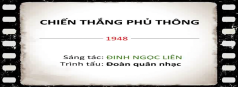 CHIẾN THẮNG PHỦ THÔNG
1948
Sáng tác: ĐINH NGỌC LIÊN
Trình tấu: Đoàn quân nhạc